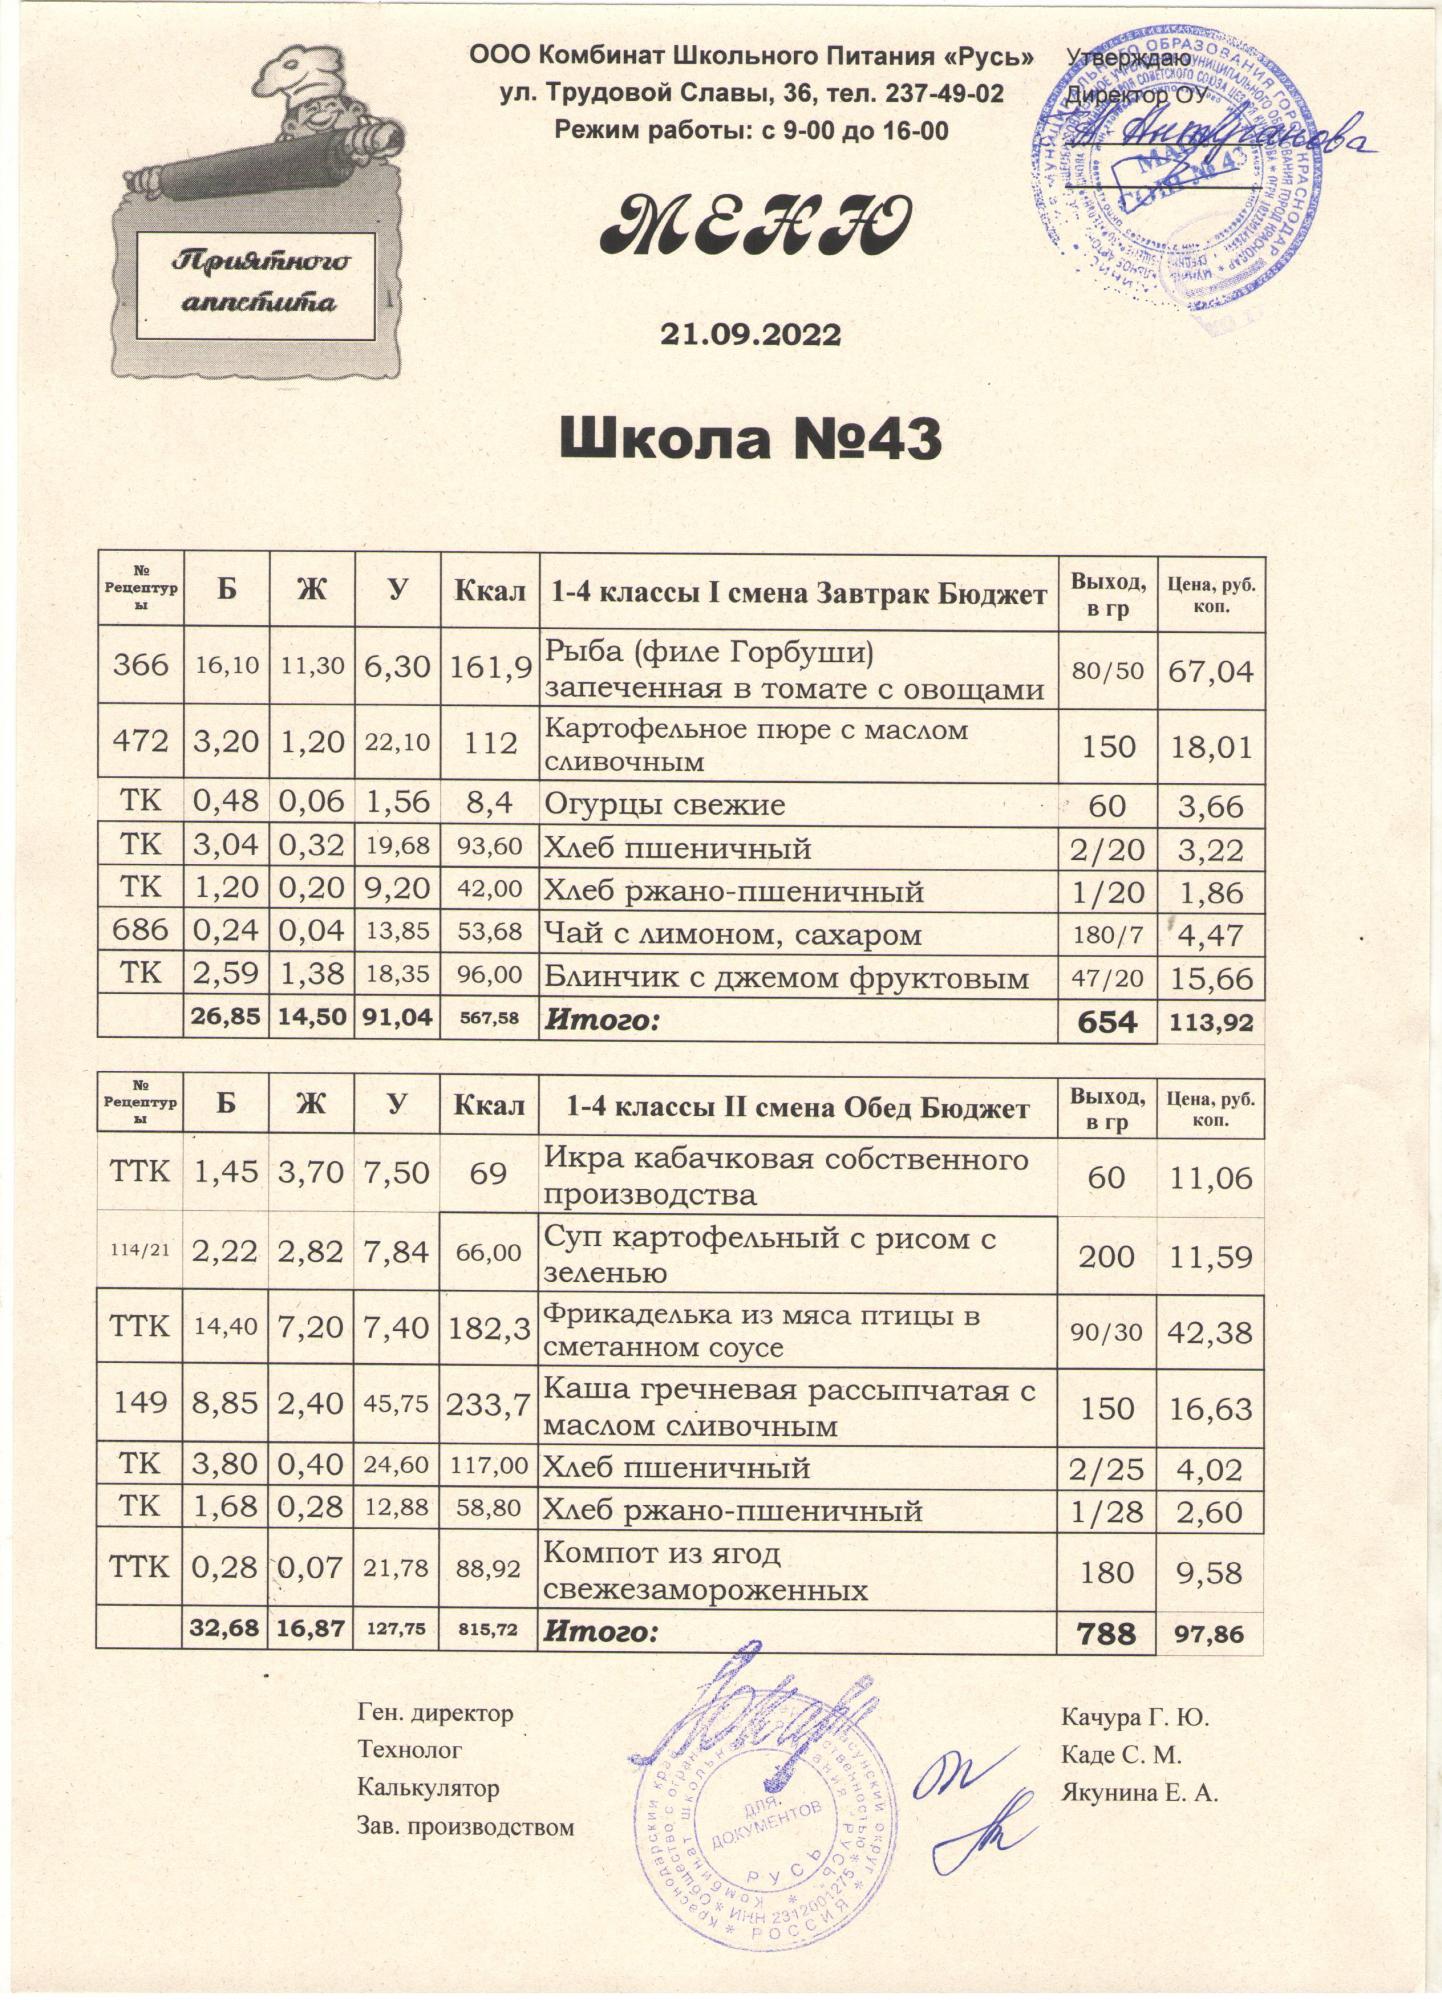 ООО Комбинат Школьного Питания «Русь»
ул. Трудовой Славы, 36, тел. 237-49-02
Режим работы: с 9-00 до 16-00
Утверждаю
Директор ОУ
МЕНЮ
Приятного
аппетита
21.09.2022
Школа №43
№ Рецептуры Б Ж У Ккал 1-4 классы I смена Завтрак Бюджет Выход, в гр Цена, руб. коп.
366 16,10 11,30 6,30 161,9 Рыба (филе Горбуши) запеченная в томате с овощами 80/50 67,04
472 3,20 1,20 22,10 112 Картофельное пюре с маслом сливочным 150 18,01
ТК 0,48 0,06 1,56 8,4 Огурцы свежие 60 3,66
ТК 3,04 0,32 19,68 93,60 Хлеб пшеничный 2/20 3,22
ТК 1,20 0,20 9,20 42,00 Хлеб ржано-пшеничный 1/20 1,86
686 0,24 0,04 13,85 53,68 Чай с лимоном, сахаром 180/7 4,47
ТК 2,59 1,38 18,35 96,00 Блинчик с джемом фруктовым 47/20 15,66
26,85 14,50 91,04 567,58 Итого: 654 113,92
№ Рецептуры Б Ж У Ккал 1-4 классы II смена Обед Бюджет Выход, в гр Цена, руб. коп.
ТТК 1,45 3,70 7,50 69 Икра кабачковая собственного производства 60 11,06
114/21 2,22 2,82 7,84 66,00 Суп картофельный с рисом с зеленью 200 11,59
ТТК 14,40 7,20 7,40 182,3 Фрикаделька из мяса птицы в сметанном соусе 90/30 42,38
149 8,85 2,40 45,75 233,7 Каша гречневая рассыпчатая с маслом сливочным 150 16,63
ТК 3,80 0,40 24,60 117,00 Хлеб пшеничный 2/25 4,02
ТК 1,68 0,28 12,88 58,80 Хлеб ржано-пшеничный 1/28 2,60
ТТК 0,28 0,07 21,78 88,92 Компот из ягод свежезамороженных 180 9,58
32,68 16,87 127,75 815,72 Итого: 788 97,86
Ген. директор Качура Г. Ю.
Технолог Каде С. М.
Калькулятор Якунина Е. А.
Зав. производством
ДЛЯ
ДОКУМЕНТОВ
РУСЬ
ИНН 2312001275
РОССИЯ